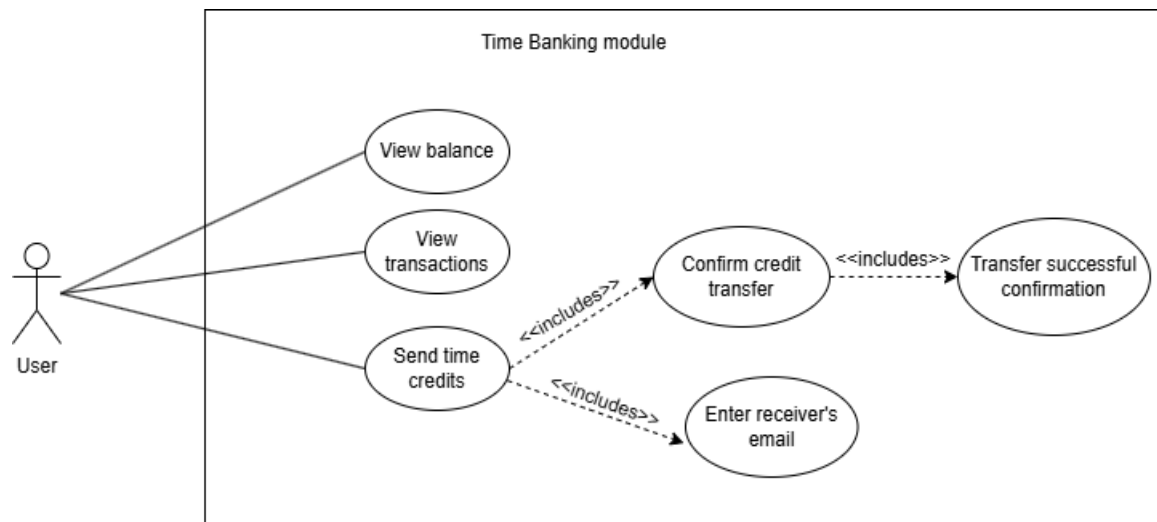 Time Banking module
View balance
View
transactions
Send time
credits
<<includes>>
<<includes>>
Confirm credit
transfer
<<includes>>
Transfer successful
confirmation
Enter receiver's
email
User